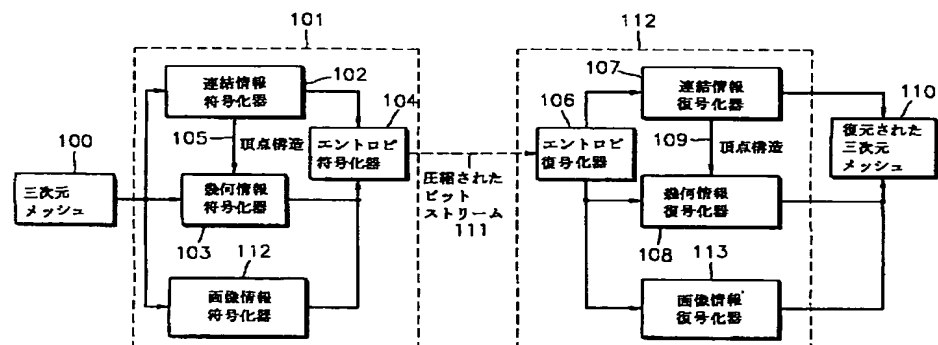 101
112
100
三次元
メッシュ
102
連結情報
符号化器
105
頂点構造
104
エントロピ
符号化器
幾何情報
符号化器
103
112
画像情報
符号化器
圧縮された
ビット
ストリーム
111
106
エントロピ
復号化器
107
連結情報
復号化器
109
頂点構造
幾何情報
復号化器
108
113
画像情報
復号化器
110
復元された
三次元
メッシュ